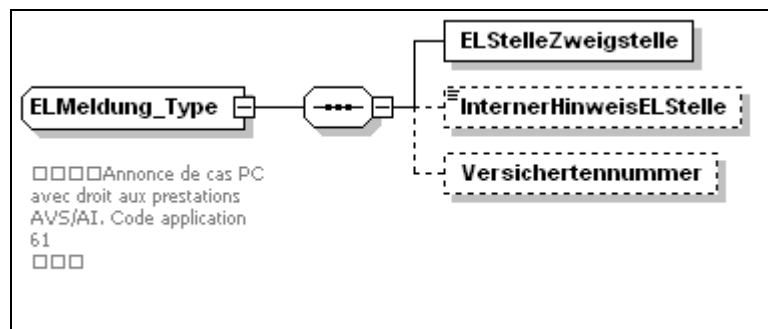 ELStelleZweigstelle
ELMeldung_Type
InternerHinweisELStelle
Versichertennummer
□□□□Annonce de cas PC
avec droit aux prestations
AVS/AI. Code application
61
□□□